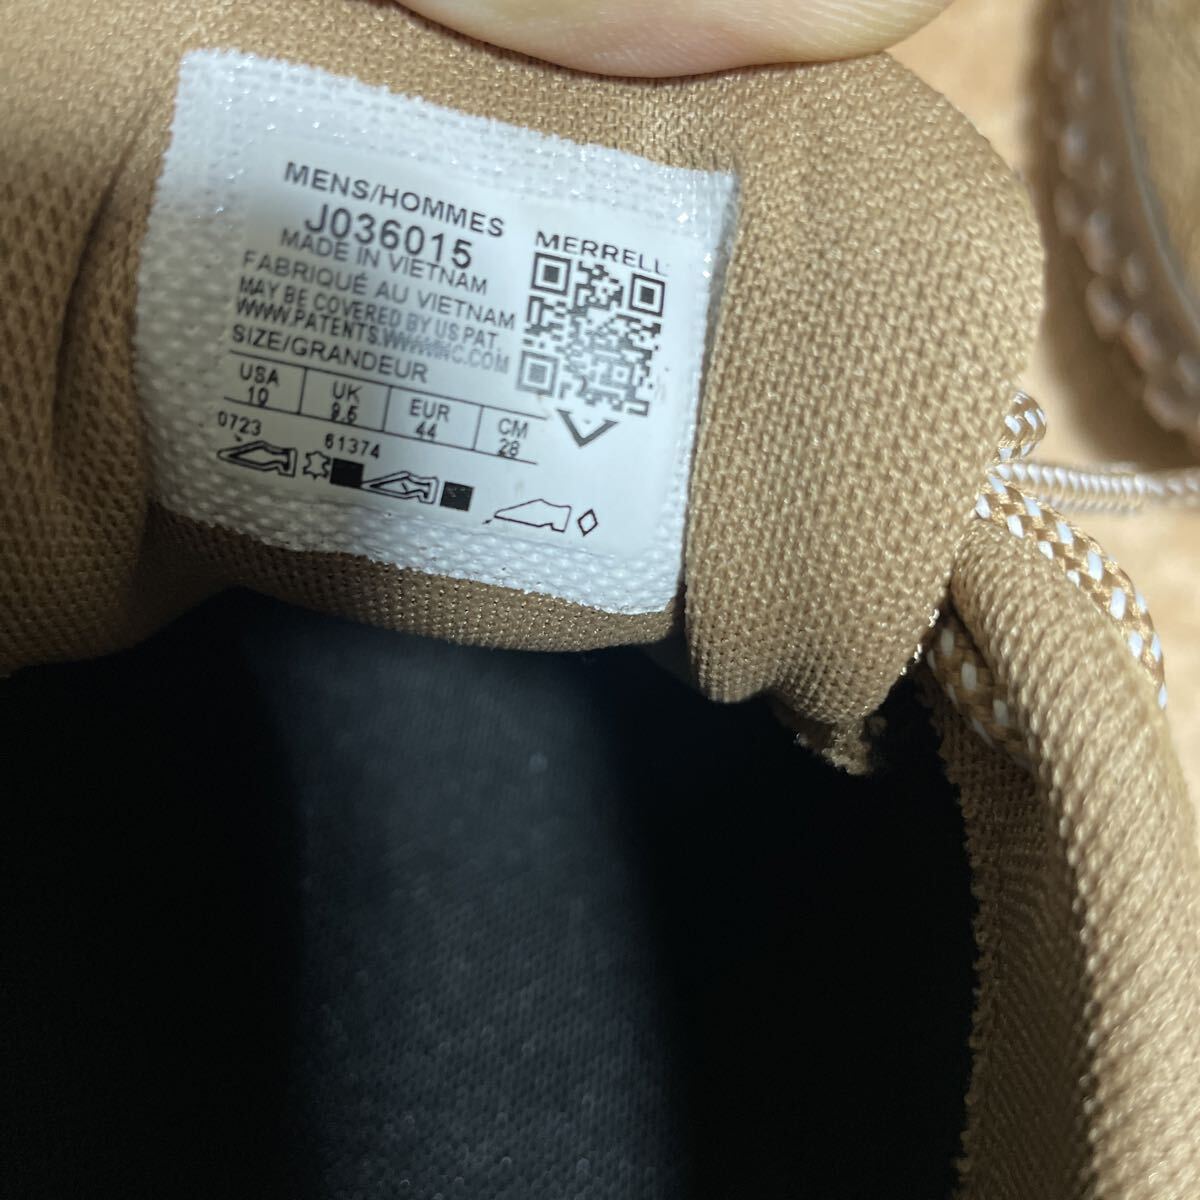 MENS/HOMMES
J036015
MADE IN VIETNAM
FABRIQUÉ AU VIETNAM
MAY BE COVERED BY US PAT.
SIZE/GRANDEUR
USA UK EUR CM
10 9.5 44 28
0723 61374
MERRELL